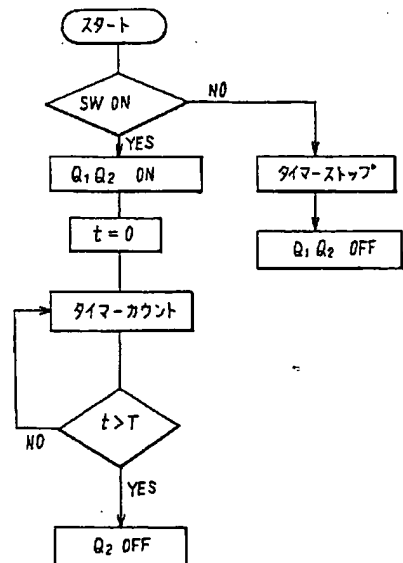 スタート
SW ON
NO
YES
Q₁ Q₂ ON
タイマーストップ
t = 0
Q₁ Q₂ OFF
タイマーカウント
t > T
NO
YES
Q₂ OFF